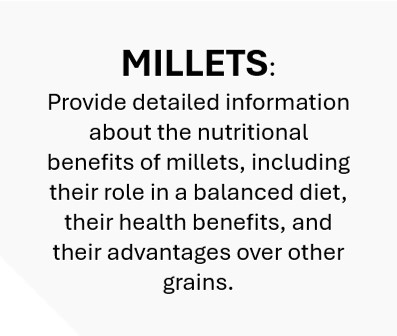 MILLETS:
Provide detailed information
about the nutritional
benefits of millets, including
their role in a balanced diet,
their health benefits, and
their advantages over other
grains.